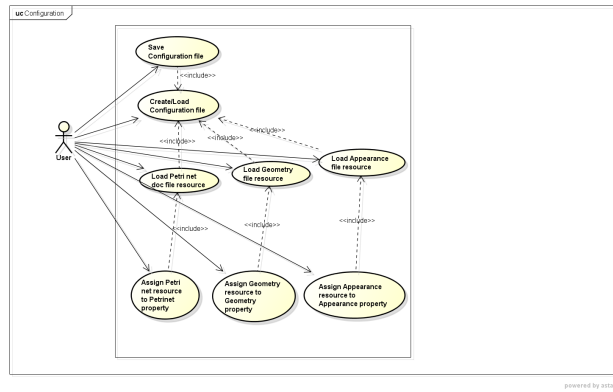 uc Configuration
Save
Configuration file
<<include>>
Create/Load
Configuration file
<<include>>
<<include>>
<<include>>
User
Load Petri net
doc file resource
Load Geometry
file resource
Load Appearance
file resource
<<include>>
<<include>>
<<include>>
Assign Petri
net resource
to Petrinet
property
Assign Geometry
resource to
Geometry
property
Assign Appearance
resource to
Appearance property
powered by